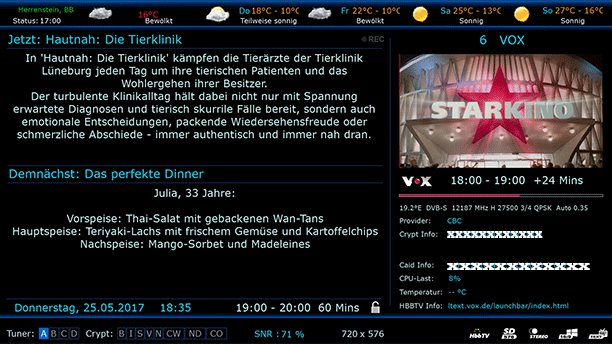 Herrenstein, BB
Status: 17:00
16°C
Bewölkt
Do 18°C - 10°C
Teilweise sonnig
Fr 22°C - 10°C
Bewölkt
Sa 25°C - 13°C
Sonnig
So 27°C - 16°C
Sonnig
Jetzt: Hautnah: Die Tierklinik
REC
6 VOX
In 'Hautnah: Die Tierklinik' kämpfen die Tierärzte der Tierklinik
Lüneburg jeden Tag um ihre tierischen Patienten und das
Wohlergehen ihrer Besitzer.
Der turbulente Klinikalltag hält dabei nicht nur mit Spannung
erwartete Diagnosen und tierisch skurrile Fälle bereit, sondern auch
emotionale Entscheidungen, packende Wiedersehensfreude oder
schmerzliche Abschiede - immer authentisch und immer nah dran.
STARKINO
VOX 18:00 - 19:00 +24 Mins
Demnächst: Das perfekte Dinner
Julia, 33 Jahre:
Vorspeise: Thai-Salat mit gebackenen Wan-Tans
Hauptspeise: Teriyaki-Lachs mit frischem Gemüse und Kartoffelchips
Nachspeise: Mango-Sorbet und Madeleines
19.2°E DVB-S 12187 MHz H 27500 3/4 QPSK Auto 0.35
Provider: CBC
Crypt Info: XXXXXXXXXXXX
Caid Info: XXXXXXXXXXXXXXXXXX
CPU-Last: 8%
Temperatur: -- °C
HBBTV Info: ltext.vox.de/launchbar/index.html
Donnerstag, 25.05.2017 18:35 19:00 - 20:00 60 Mins
Tuner: A B C D Crypt: B I S V N CW ND CO SNR : 71 % 720 x 576
HbbTV
SD
576
STEREO